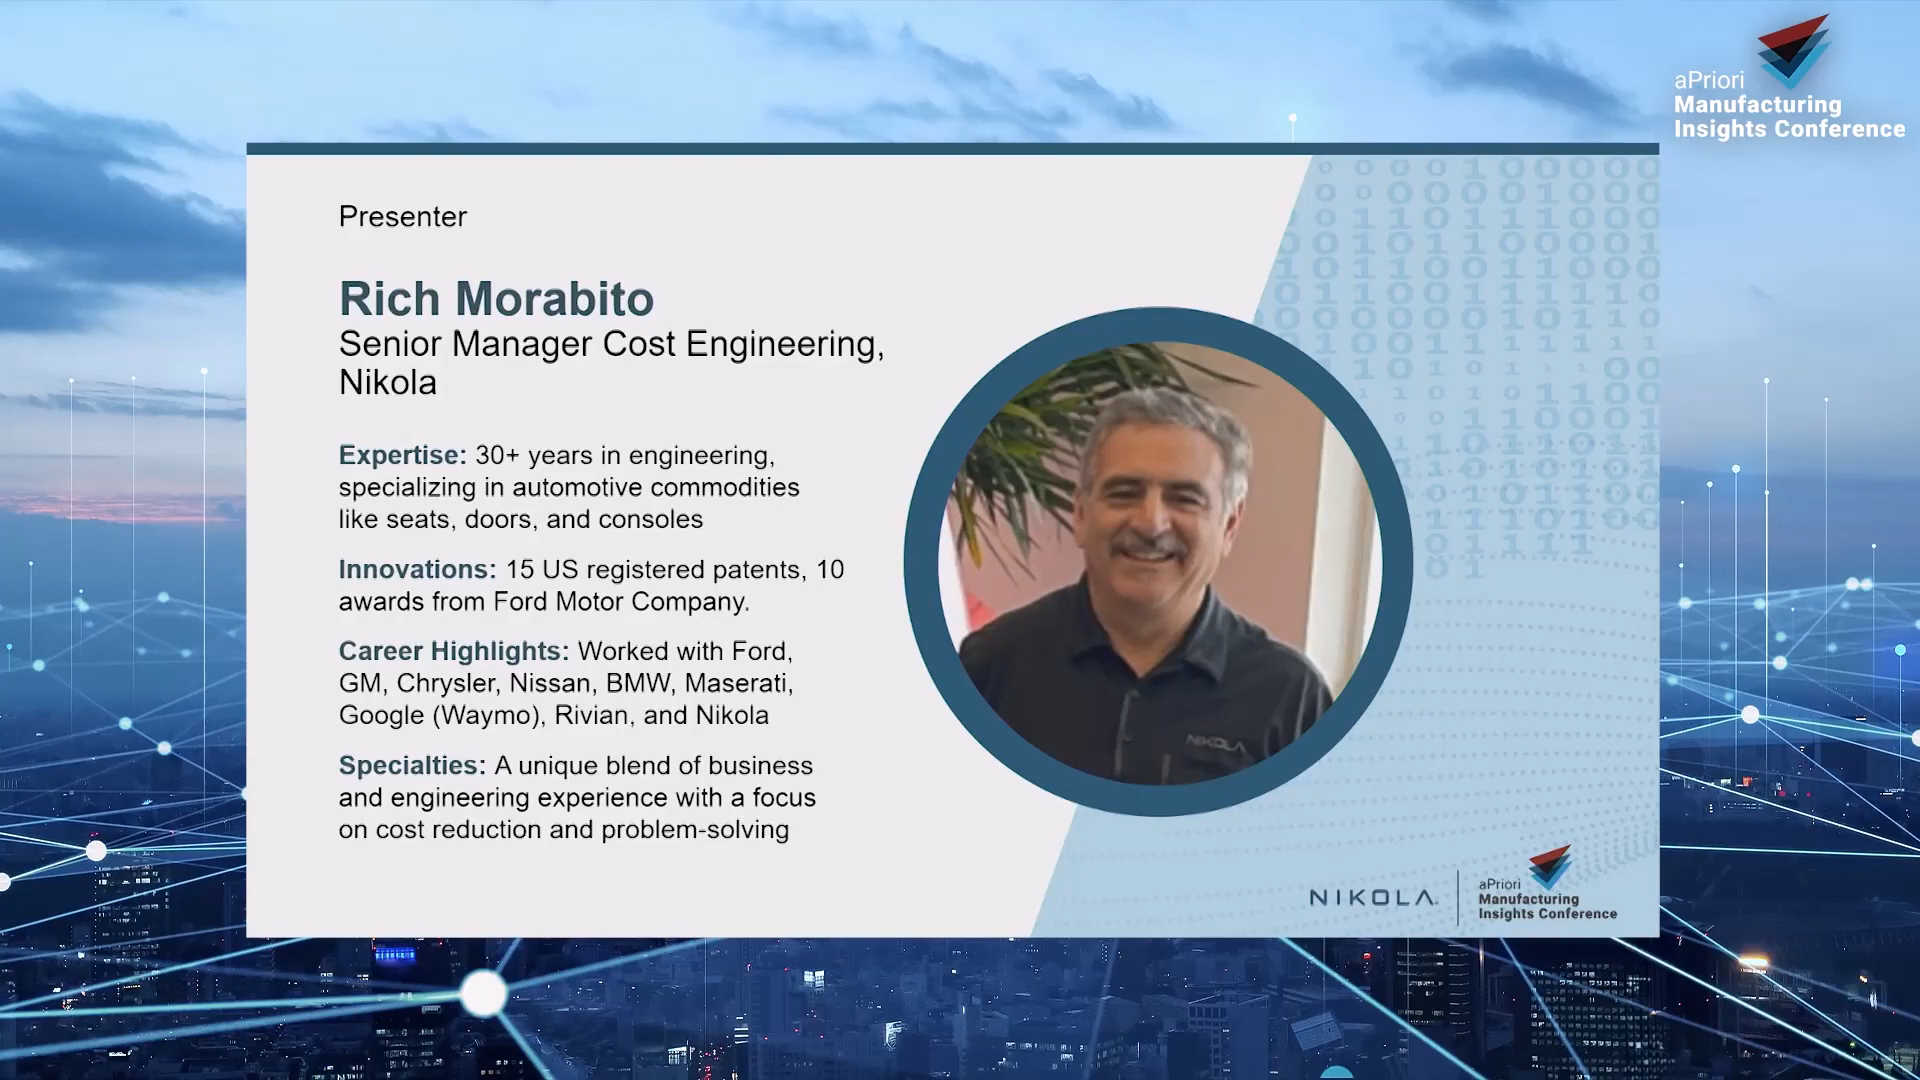 aPriori
Manufacturing
Insights Conference
Presenter
Rich Morabito
Senior Manager Cost Engineering,
Nikola
Expertise: 30+ years in engineering,
specializing in automotive commodities
like seats, doors, and consoles
Innovations: 15 US registered patents, 10
awards from Ford Motor Company.
Career Highlights: Worked with Ford,
GM, Chrysler, Nissan, BMW, Maserati,
Google (Waymo), Rivian, and Nikola
Specialties: A unique blend of business
and engineering experience with a focus
on cost reduction and problem-solving
NIKOLA
NIKOLA
aPriori
Manufacturing
Insights Conference